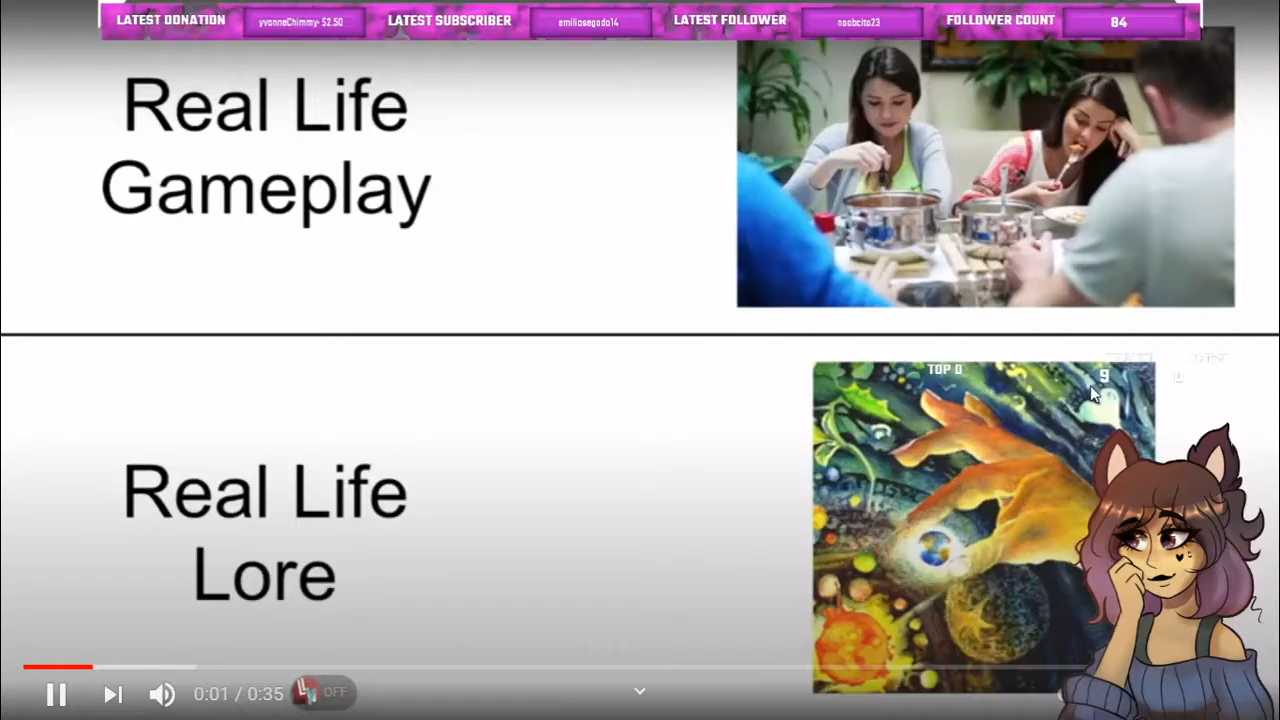 LATEST DONATION yvonneChimmy- $2.50 LATEST SUBSCRIBER emiliosegado14 LATEST FOLLOWER noobcito23 FOLLOWER COUNT 84
Real Life
Gameplay
TOP 0
9
Real Life
Lore
0:01 / 0:35 OFF